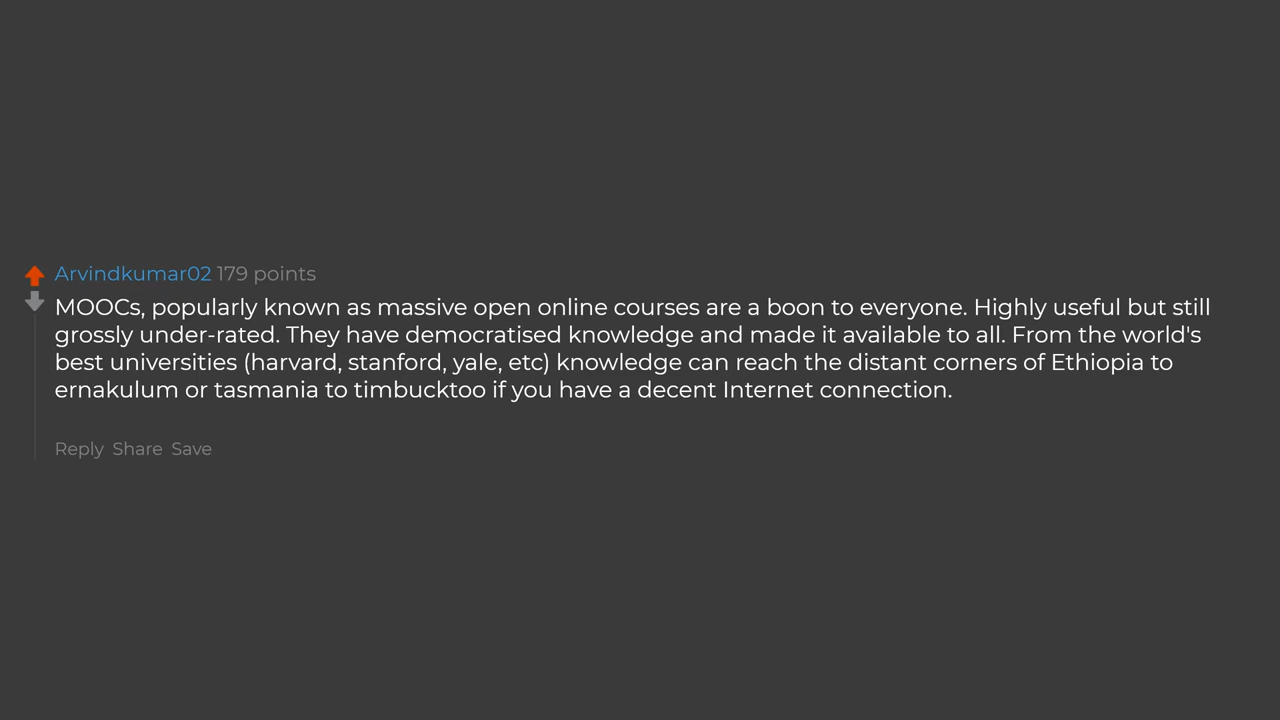 Arvindkumar02 179 points
MOOCs, popularly known as massive open online courses are a boon to everyone. Highly useful but still
grossly under-rated. They have democratised knowledge and made it available to all. From the world's
best universities (harvard, stanford, yale, etc) knowledge can reach the distant corners of Ethiopia to
ernakulum or tasmania to timbucktoo if you have a decent Internet connection.
Reply Share Save